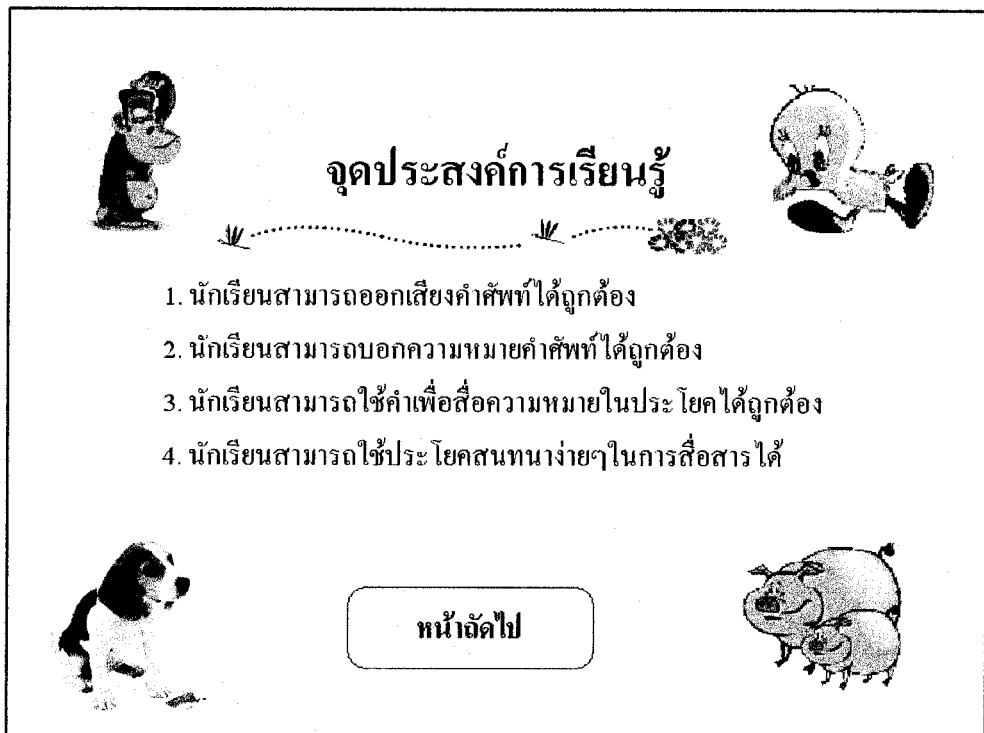 จุดประสงค์การเรียนรู้
1. นักเรียนสามารถออกเสียงคำศัพท์ได้ถูกต้อง
2. นักเรียนสามารถบอกความหมายคำศัพท์ได้ถูกต้อง
3. นักเรียนสามารถใช้คำเพื่อสื่อความหมายในประโยคได้ถูกต้อง
4. นักเรียนสามารถใช้ประโยคสนทนาง่ายๆในการสื่อสารได้
หน้าถัดไป